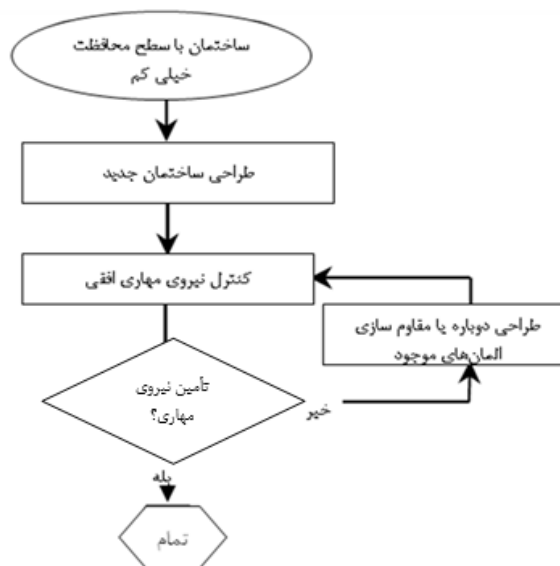 ساختمان با سطح محافظت
خیلی کم
طراحی ساختمان جدید
کنترل نیروی مهاری افقی
طراحی دوباره یا مقاوم سازی
المان‌های موجود
تأمین نیروی
مهاری؟
خیر
بله
تمام